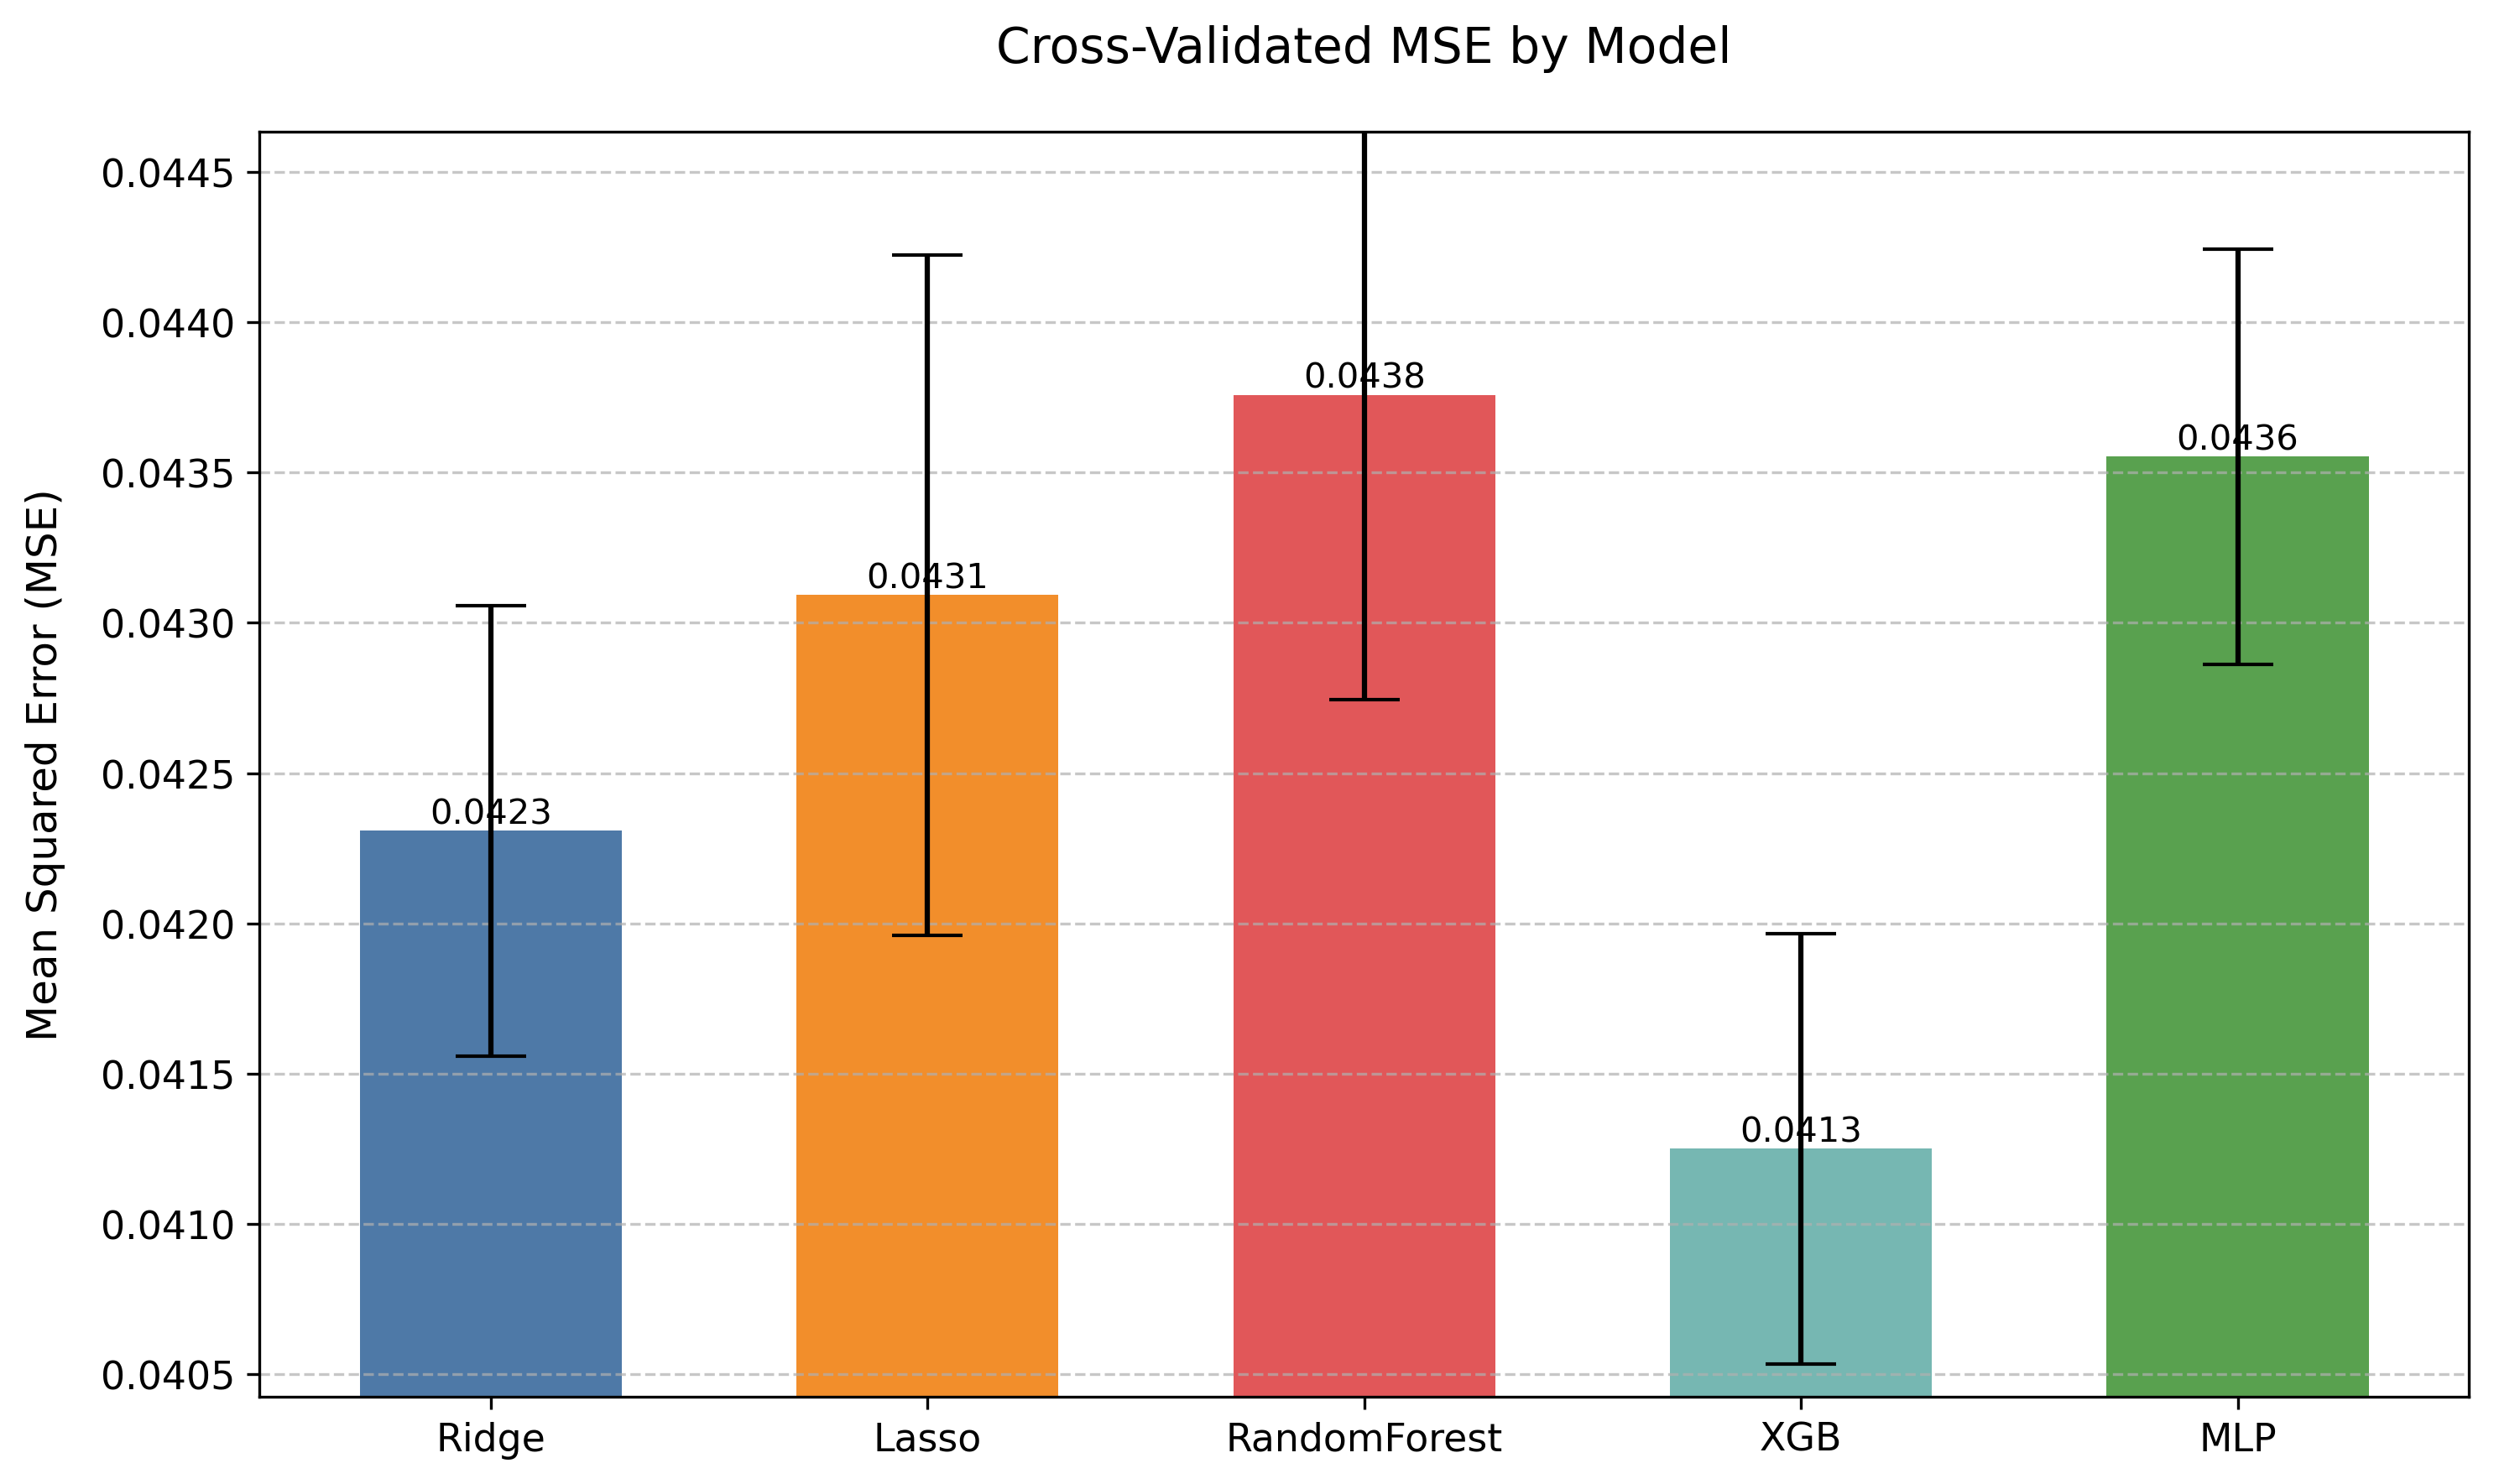 Cross-Validated MSE by Model
Mean Squared Error (MSE)
0.0445
0.0440
0.0435
0.0430
0.0425
0.0420
0.0415
0.0410
0.0405
0.0423
0.0431
0.0438
0.0413
0.0436
Ridge
Lasso
RandomForest
XGB
MLP